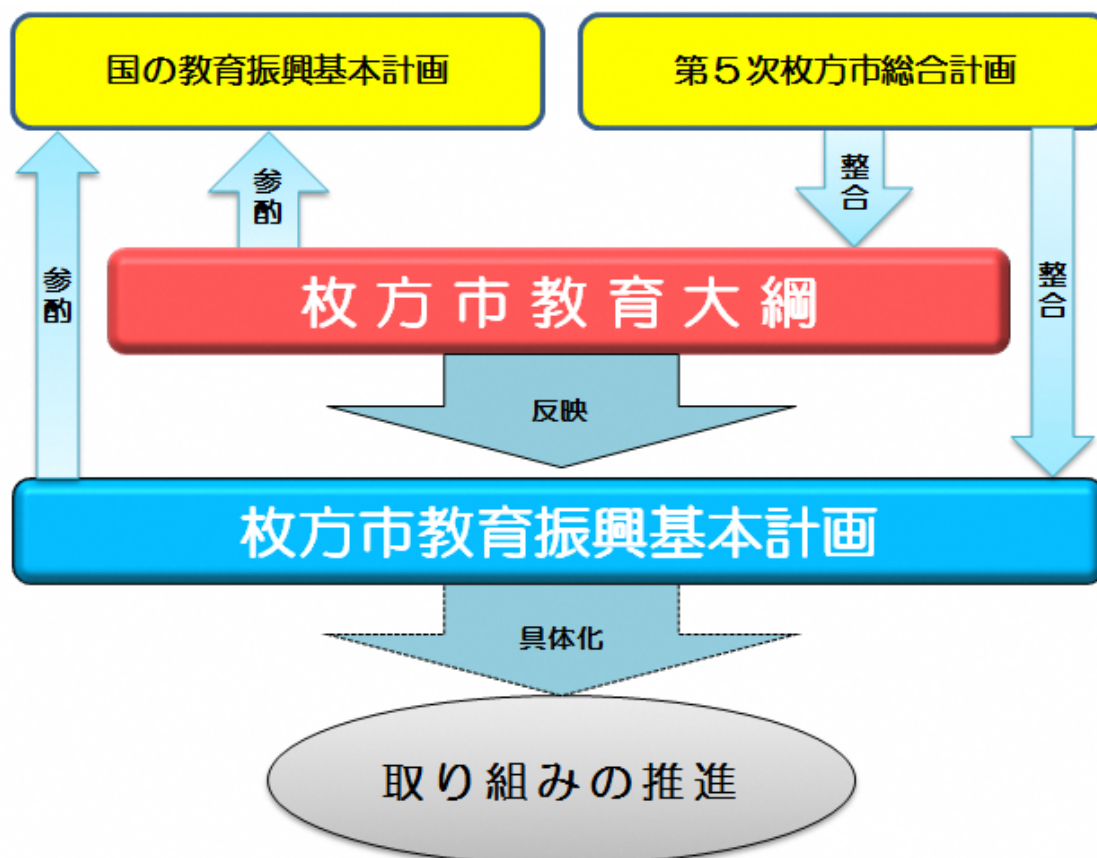 国の教育振興基本計画
第５次枚方市総合計画
参酌
整合
参酌
整合
枚方市教育大綱
反映
枚方市教育振興基本計画
具体化
取り組みの推進